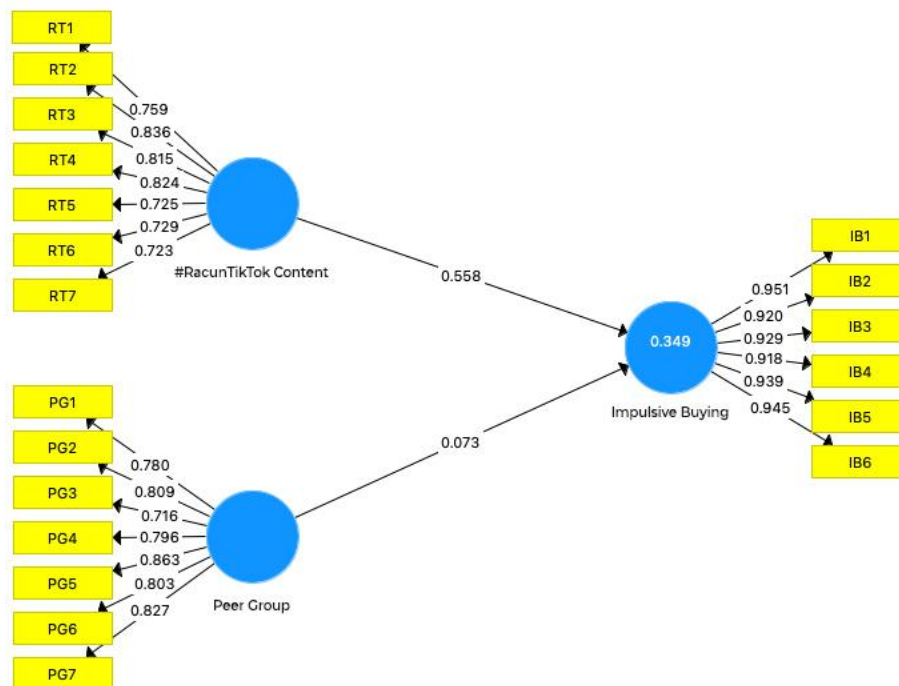 RT1
RT2
RT3
RT4
RT5
RT6
RT7
0.759
0.836
0.815
0.824
0.725
0.729
0.723
#RacunTikTok Content
0.558
PG1
PG2
PG3
PG4
PG5
PG6
PG7
0.780
0.809
0.716
0.796
0.863
0.803
0.827
Peer Group
0.073
0.349
Impulsive Buying
0.951
0.920
0.929
0.918
0.939
0.945
IB1
IB2
IB3
IB4
IB5
IB6